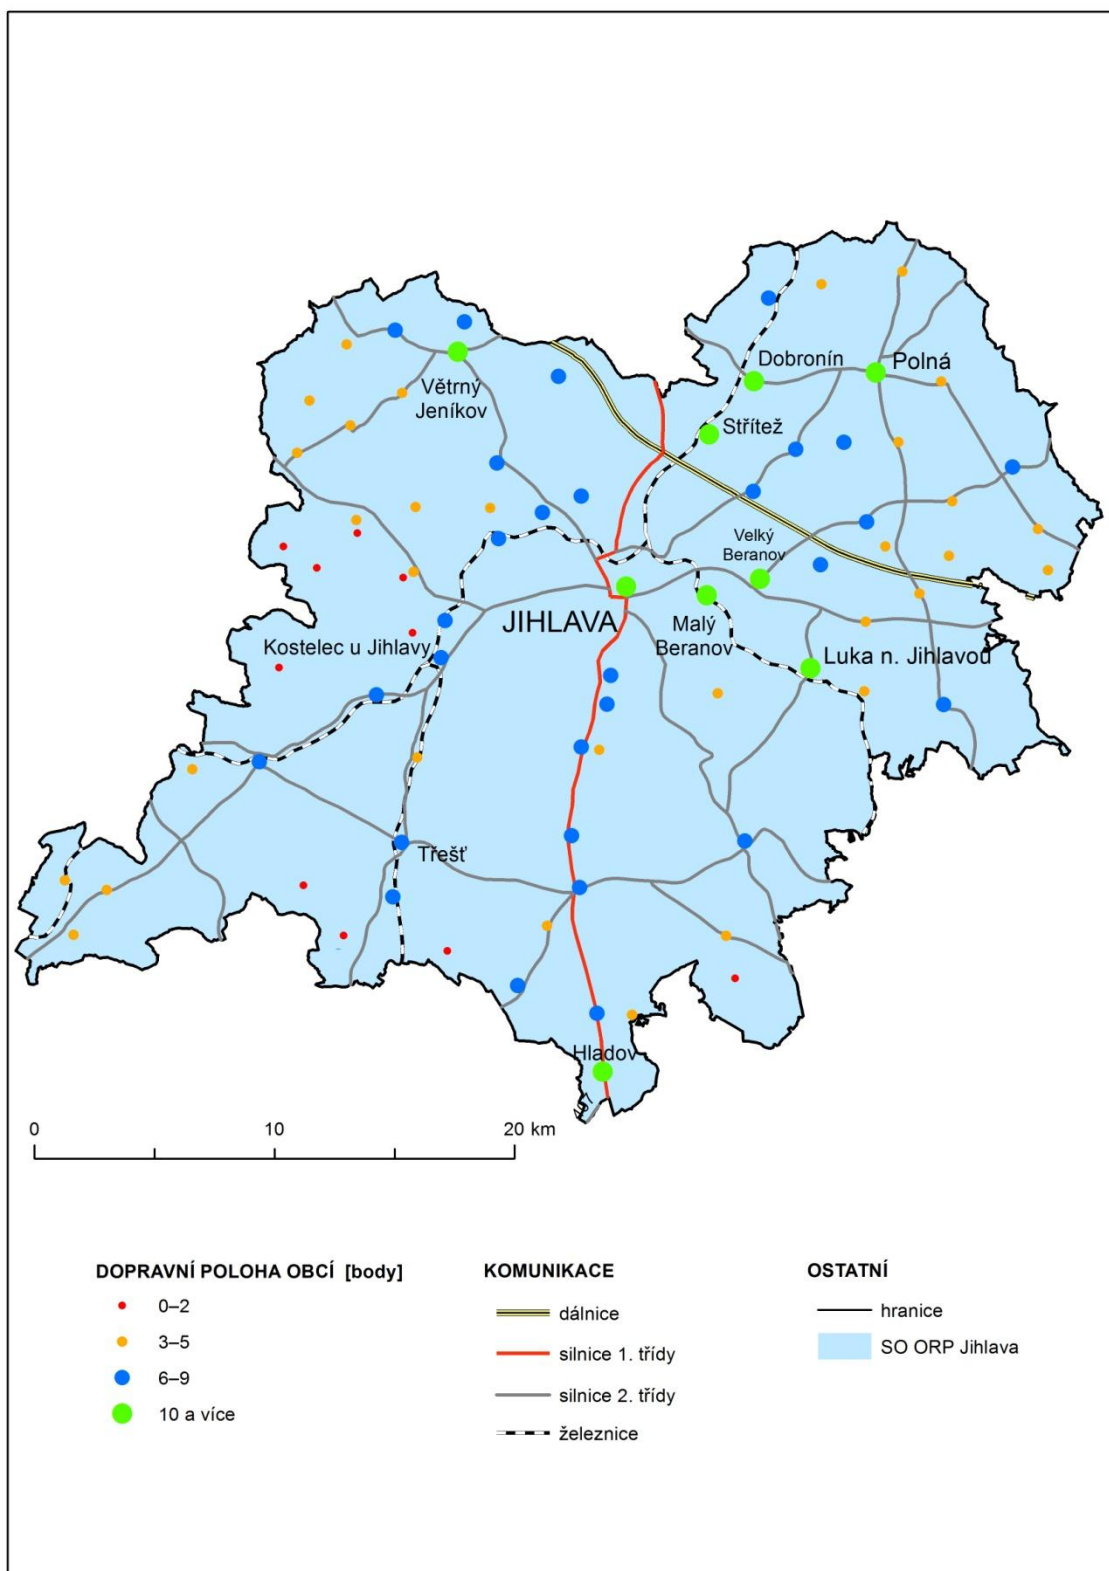 Dobronín
Polná
Větrný
Jeníkov
Střítež
Velký
Beranov
JIHLAVA
Malý
Beranov
Kostelec u Jihlavy
Luka n. Jihlavou
Třešť
Hladov
0
10
20 km
DOPRAVNÍ POLOHA OBCÍ [body]
0–2
3–5
6–9
10 a více
KOMUNIKACE
dálnice
silnice 1. třídy
silnice 2. třídy
železnice
OSTATNÍ
hranice
SO ORP Jihlava